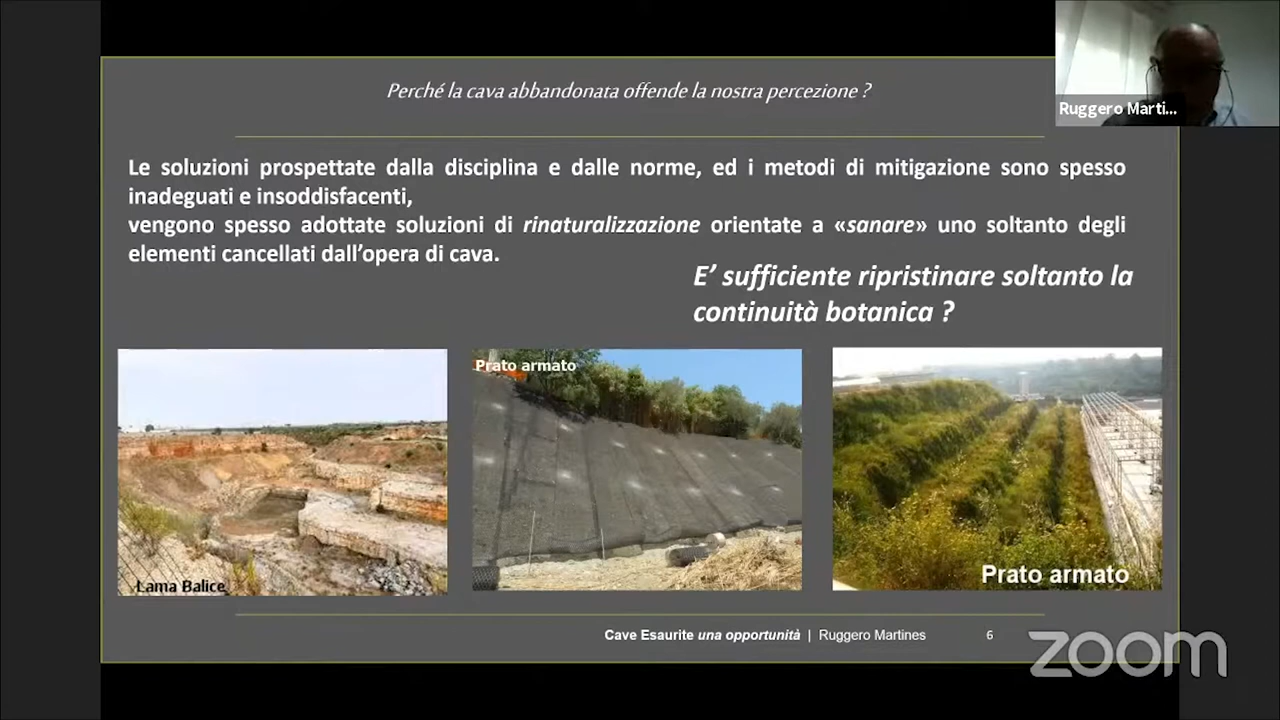 Perché la cava abbandonata offende la nostra percezione ?
Ruggero Marti...
Le soluzioni prospettate dalla disciplina e dalle norme, ed i metodi di mitigazione sono spesso
inadeguati e insoddisfacenti,
vengono spesso adottate soluzioni di rinaturalizzazione orientate a «sanare» uno soltanto degli
elementi cancellati dall’opera di cava.
E’ sufficiente ripristinare soltanto la
continuità botanica ?
Prato armato
Lama Balice
Prato armato
Cave Esaurite una opportunità | Ruggero Martines 6
zoom